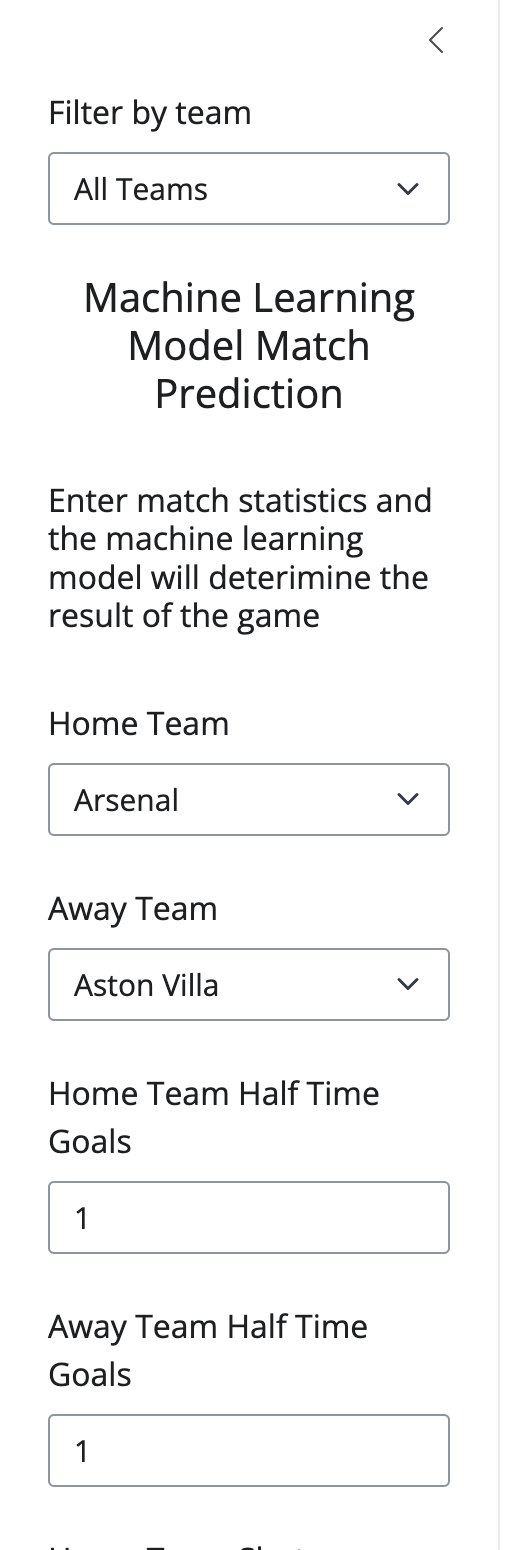 Filter by team
All Teams
Machine Learning
Model Match
Prediction
Enter match statistics and
the machine learning
model will deterimine the
result of the game
Home Team
Arsenal
Away Team
Aston Villa
Home Team Half Time
Goals
1
Away Team Half Time
Goals
1